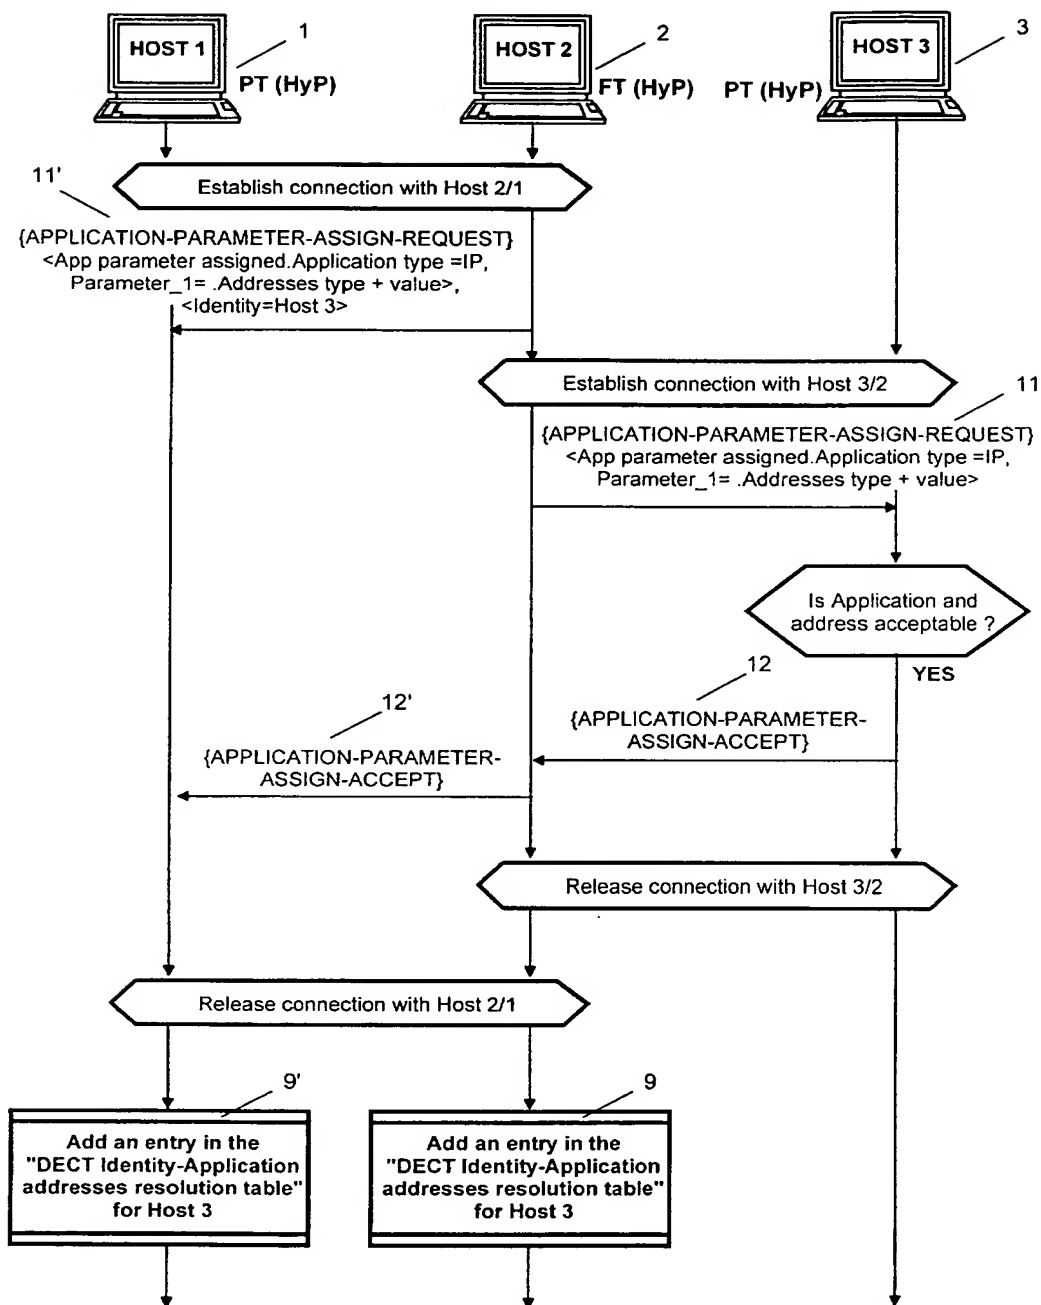 HOST 1
1
PT (HyP)
HOST 2
2
FT (HyP)
HOST 3
3
PT (HyP)
Establish connection with Host 2/1
11'
{APPLICATION-PARAMETER-ASSIGN-REQUEST}
<App parameter assigned.Application type =IP,
Parameter_1= .Addresses type + value>,
<Identity=Host 3>
Establish connection with Host 3/2
11
{APPLICATION-PARAMETER-ASSIGN-REQUEST}
<App parameter assigned.Application type =IP,
Parameter_1= .Addresses type + value>
Is Application and
address acceptable ?
YES
12
{APPLICATION-PARAMETER-
ASSIGN-ACCEPT}
12'
{APPLICATION-PARAMETER-
ASSIGN-ACCEPT}
Release connection with Host 3/2
Release connection with Host 2/1
9'
Add an entry in the
"DECT Identity-Application
addresses resolution table"
for Host 3
9
Add an entry in the
"DECT Identity-Application
addresses resolution table"
for Host 3